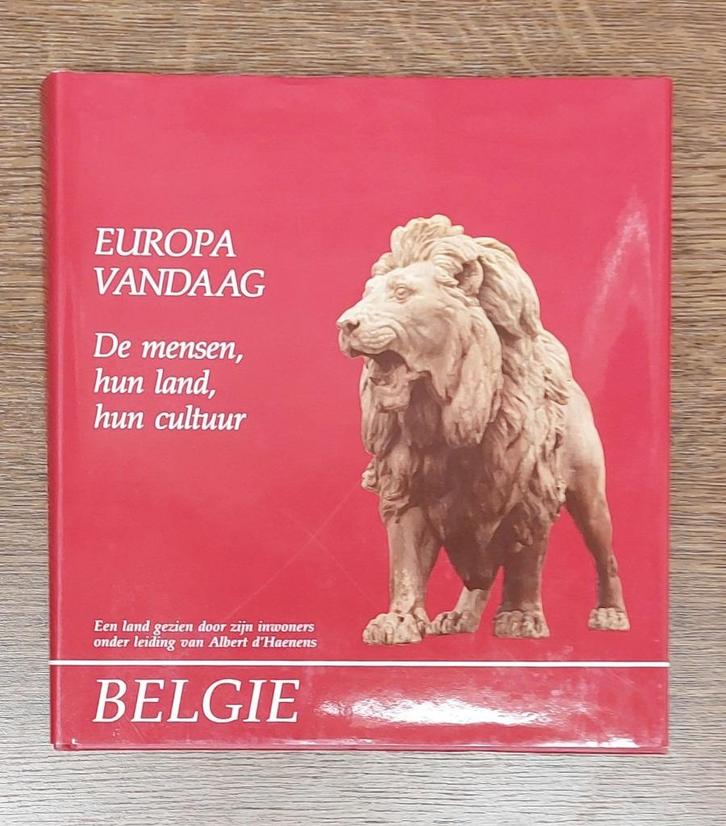 EUROPA
VANDAAG
De mensen,
hun land,
hun cultuur
Een land gezien door zijn inwoners
onder leiding van Albert d'Haenens
BELGIE